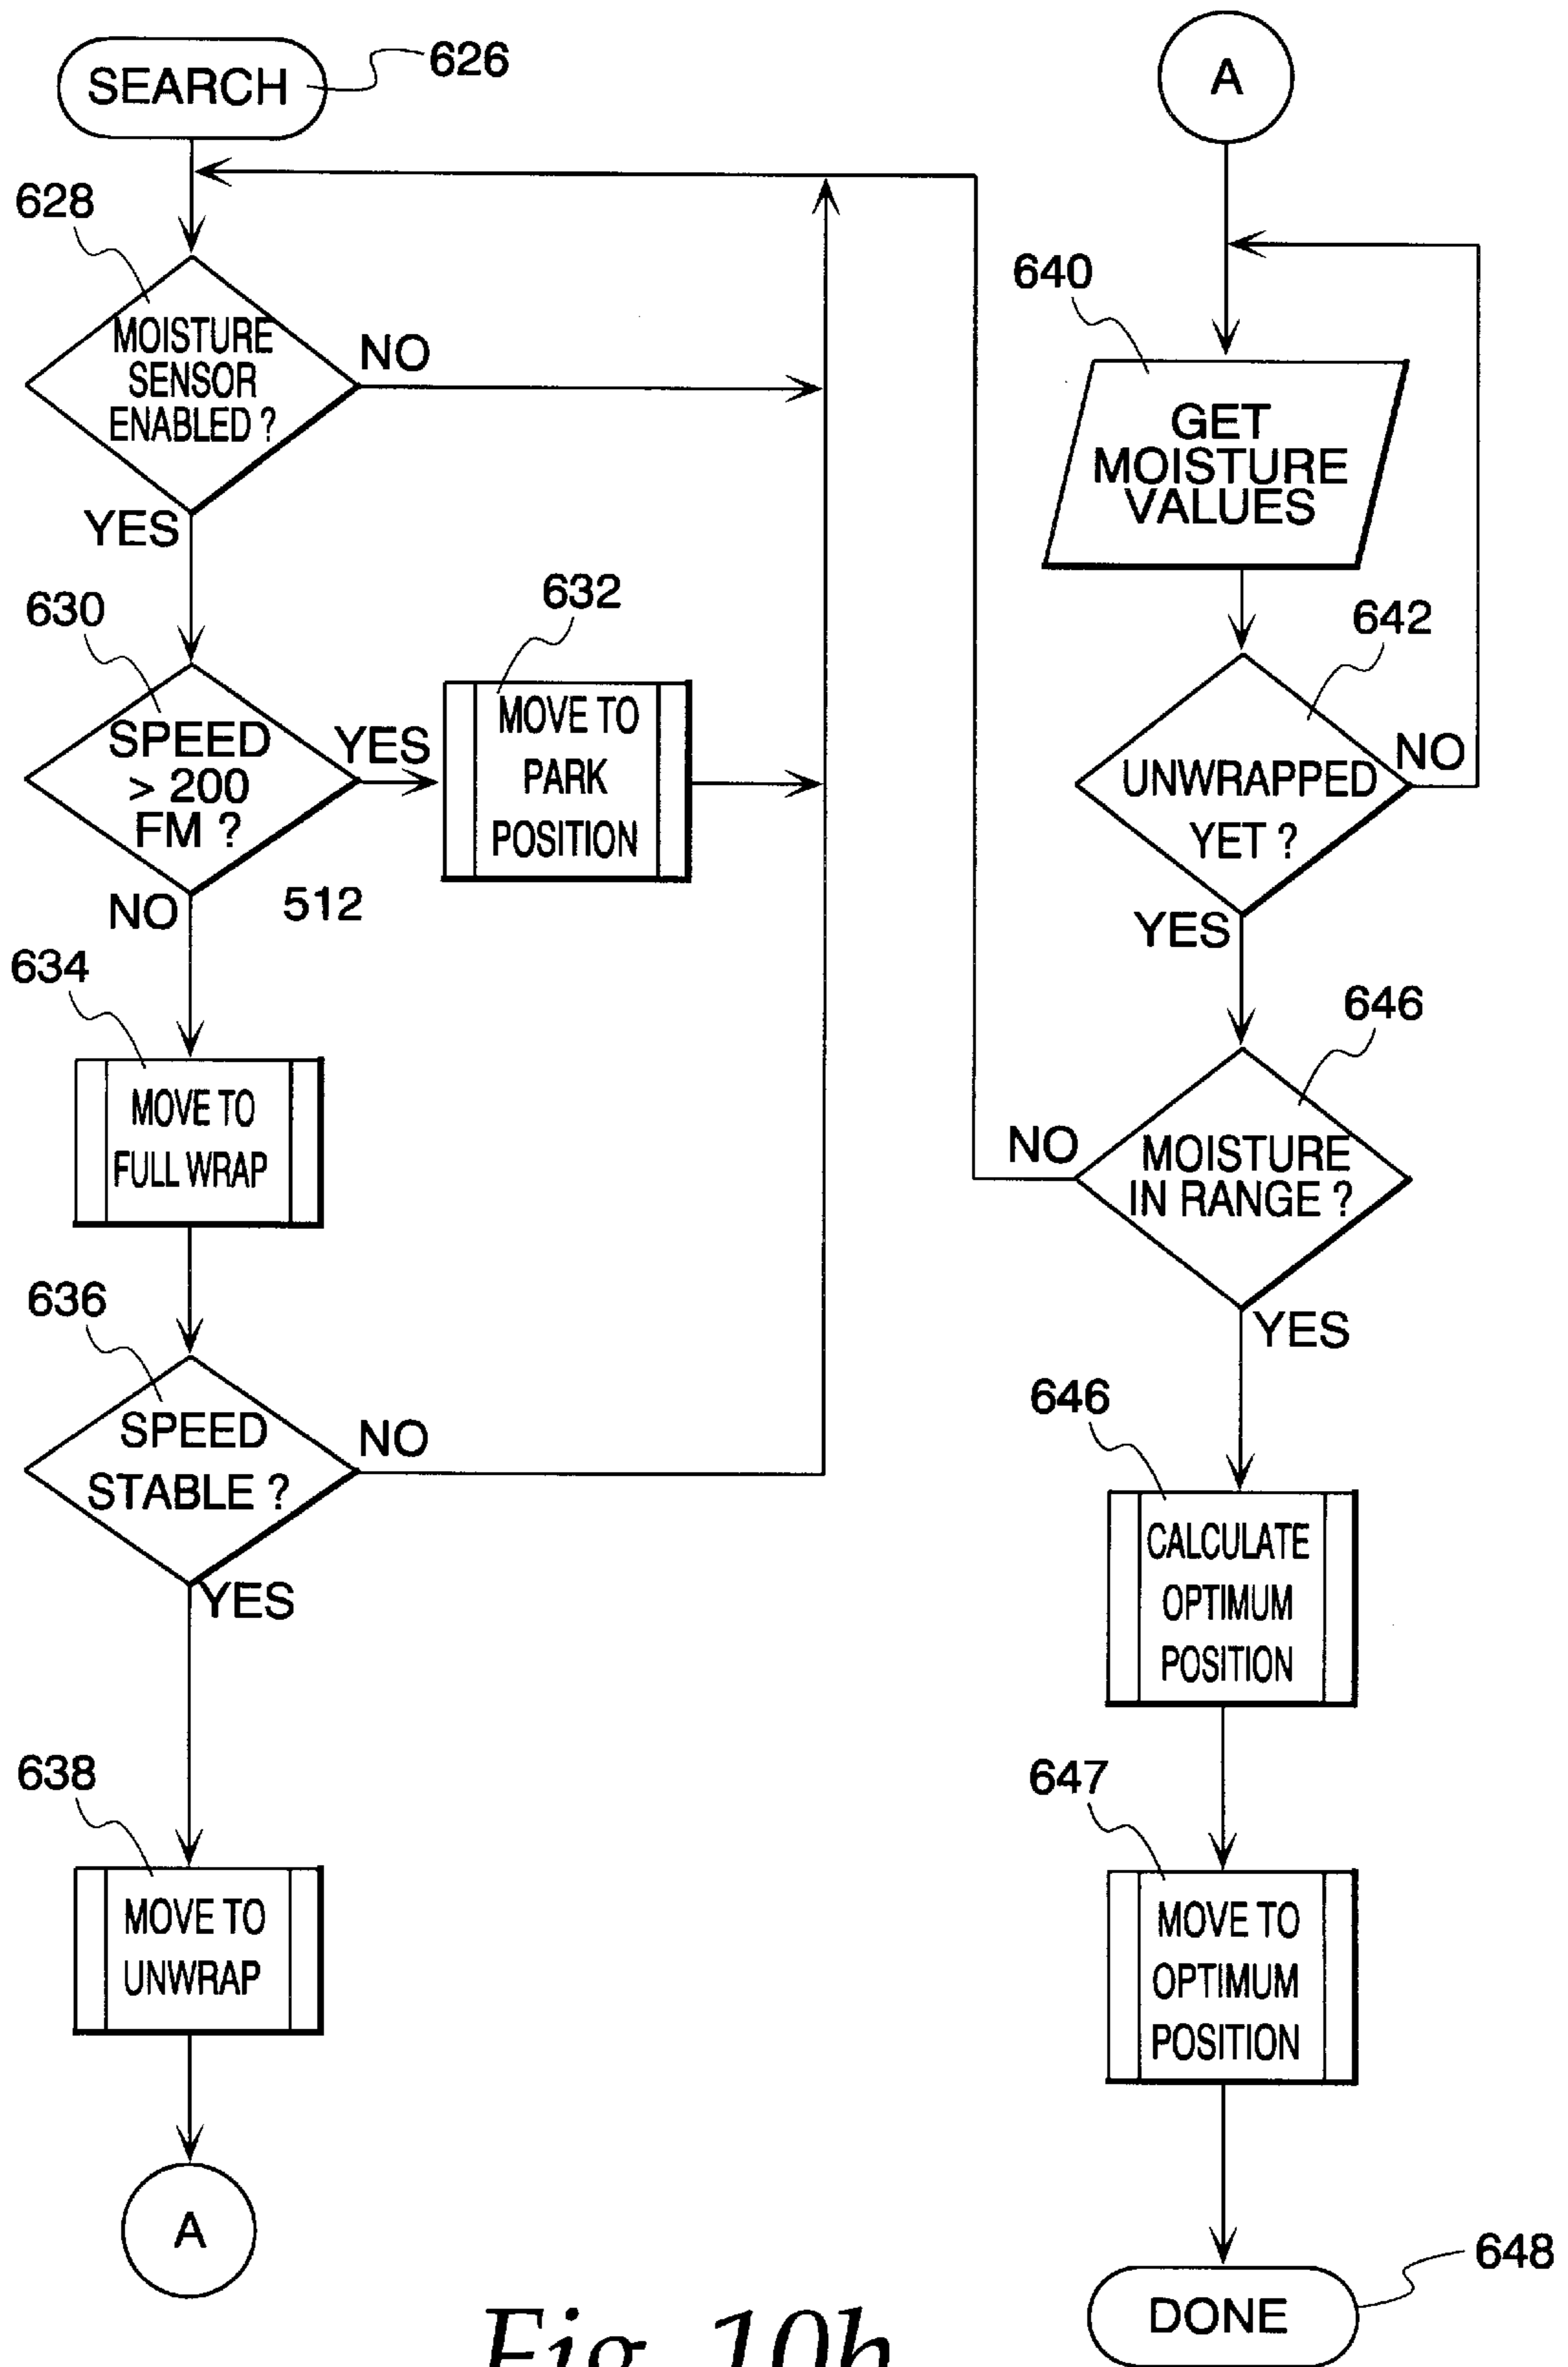 SEARCH
626
628
MOISTURE
SENSOR
ENABLED ?
NO
YES
630
SPEED
> 200
FM ?
YES
NO
632
MOVE TO
PARK
POSITION
512
634
MOVE TO
FULL WRAP
636
SPEED
STABLE ?
NO
YES
638
MOVE TO
UNWRAP
A
A
640
GET
MOISTURE
VALUES
642
UNWRAPPED
YET ?
NO
YES
646
MOISTURE
IN RANGE ?
NO
YES
646
CALCULATE
OPTIMUM
POSITION
647
MOVE TO
OPTIMUM
POSITION
648
DONE
Fig. 10b